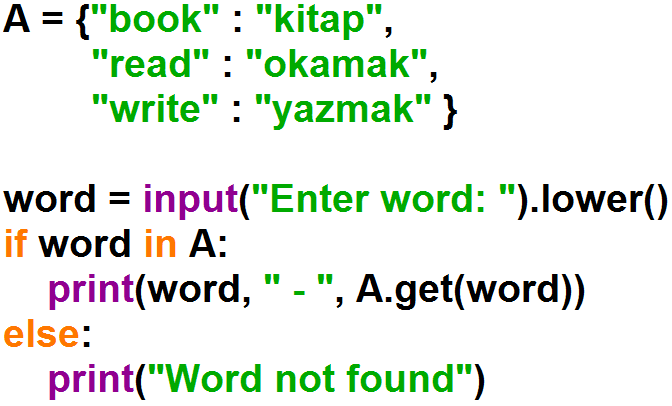 A = {"book" : "kitap",
"read" : "okamak",
"write" : "yazmak" }
word = input("Enter word: ").lower()
if word in A:
print(word, " - ", A.get(word))
else:
print("Word not found")